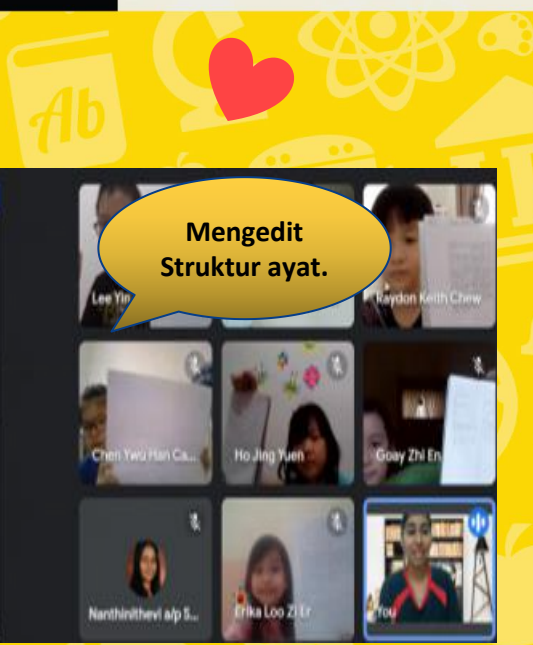 Ab
Mengedit
Struktur ayat.
Lee Yin
Raydon Keith Chew
Chen Ywu Han Ca...
Ho Jing Yuen
Goay Zhi En
Nanthinithevi a/p S...
Erika Loo Zi Er
You